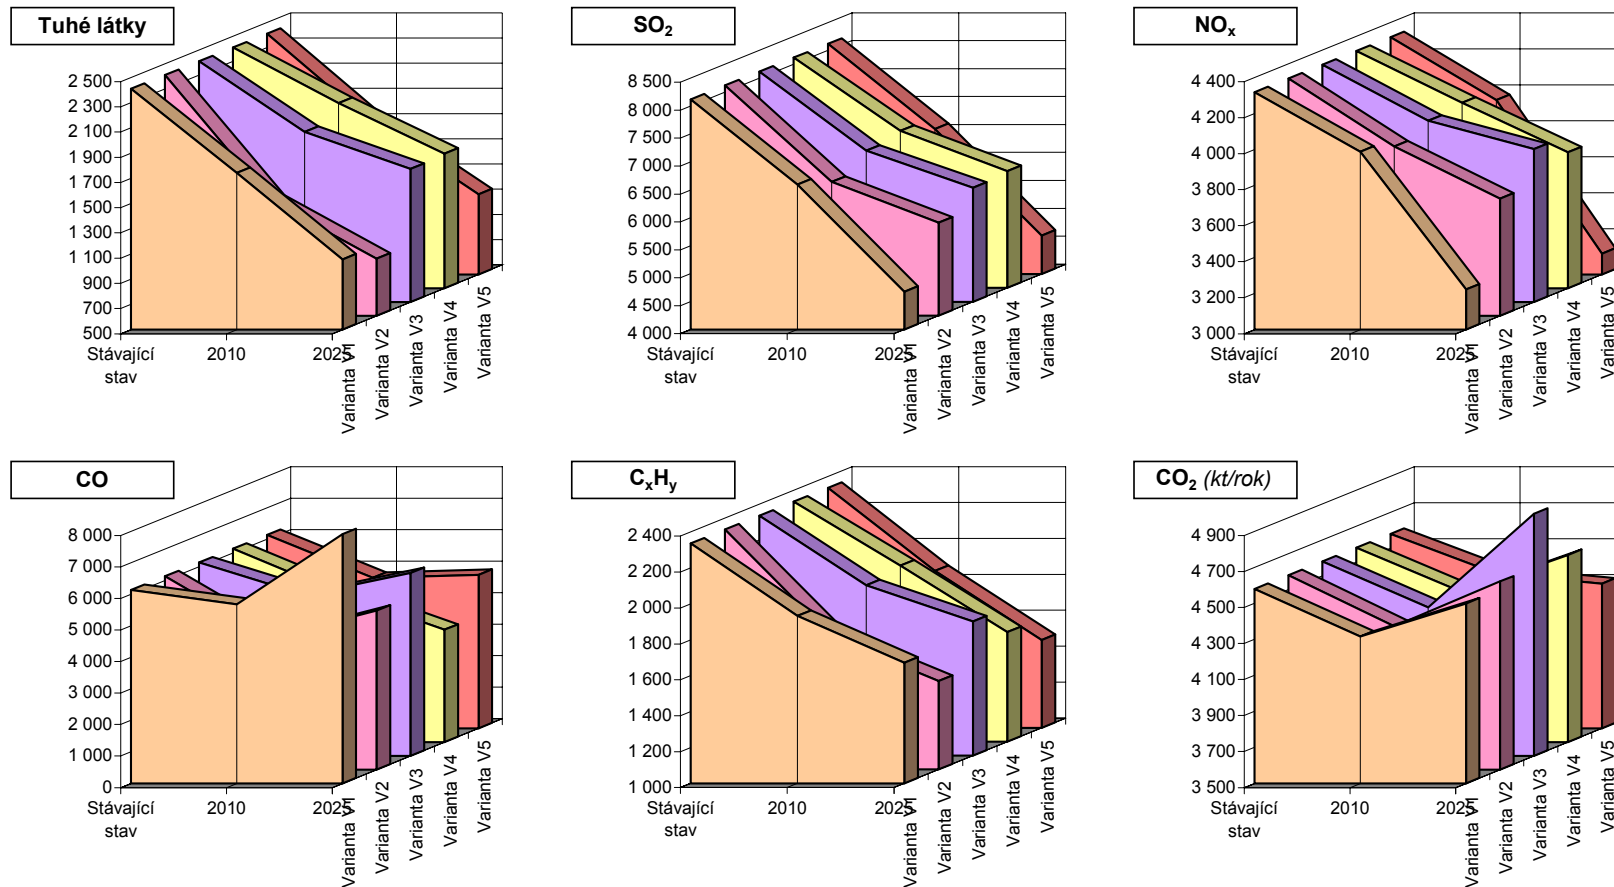 Tuhé látky
2 500
2 300
2 100
1 900
1 700
1 500
1 300
1 100
900
700
500
Stávající
stav
2010
2025
Varianta V1
Varianta V2
Varianta V3
Varianta V4
Varianta V5
SO₂
8 500
8 000
7 500
7 000
6 500
6 000
5 500
5 000
4 500
4 000
Stávající
stav
2010
2025
Varianta V1
Varianta V2
Varianta V3
Varianta V4
Varianta V5
NOₓ
4 400
4 200
4 000
3 800
3 600
3 400
3 200
3 000
Stávající
stav
2010
2025
Varianta V1
Varianta V2
Varianta V3
Varianta V4
Varianta V5
CO
8 000
7 000
6 000
5 000
4 000
3 000
2 000
1 000
0
Stávající
stav
2010
2025
Varianta V1
Varianta V2
Varianta V3
Varianta V4
Varianta V5
CₓHᵧ
2 400
2 200
2 000
1 800
1 600
1 400
1 200
1 000
Stávající
stav
2010
2025
Varianta V1
Varianta V2
Varianta V3
Varianta V4
Varianta V5
CO₂ (kt/rok)
4 900
4 700
4 500
4 300
4 100
3 900
3 700
3 500
Stávající
stav
2010
2025
Varianta V1
Varianta V2
Varianta V3
Varianta V4
Varianta V5